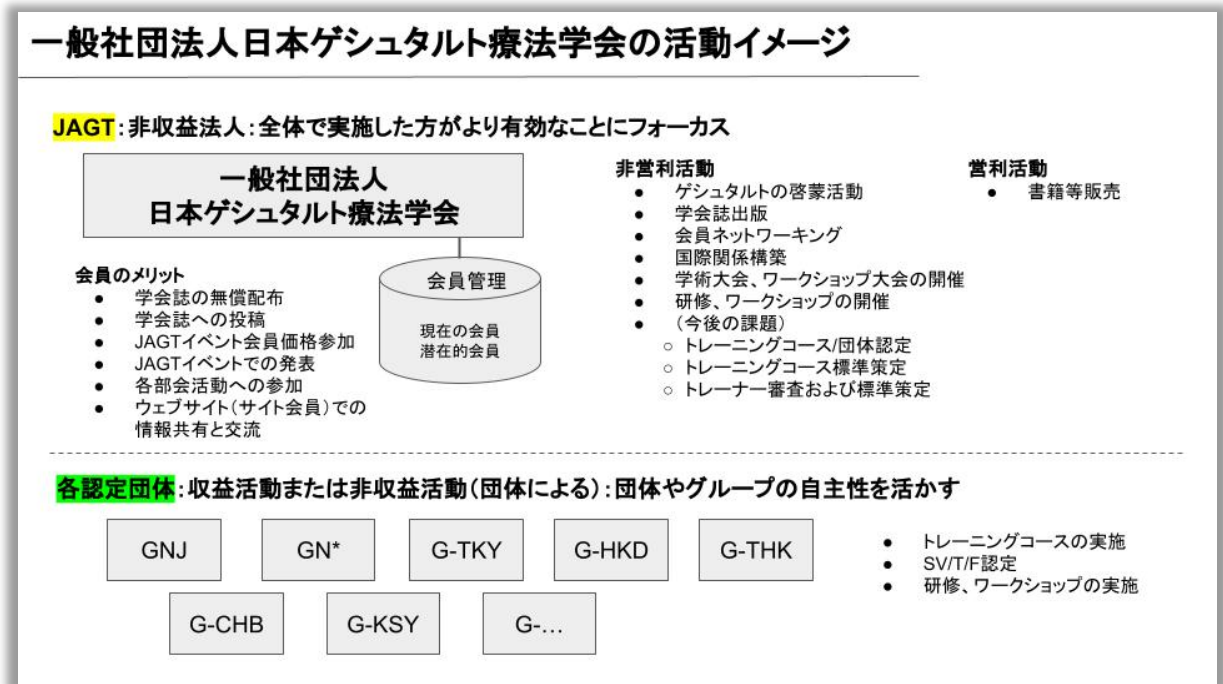 一般社団法人日本ゲシュタルト療法学会の活動イメージ
JAGT：非収益法人：全体で実施した方がより有効なことにフォーカス
一般社団法人
日本ゲシュタルト療法学会
会員管理
現在の会員
潜在的会員
会員のメリット
● 学会誌の無償配布
● 学会誌への投稿
● JAGTイベント会員価格参加
● JAGTイベントでの発表
● 各部会活動への参加
● ウェブサイト（サイト会員）での
情報共有と交流
非営利活動
● ゲシュタルトの啓蒙活動
● 学会誌出版
● 会員ネットワーキング
● 国際関係構築
● 学術大会、ワークショップ大会の開催
● 研修、ワークショップの開催
● （今後の課題）
○ トレーニングコース/団体認定
○ トレーニングコース標準策定
○ トレーナー審査および標準策定
営利活動
● 書籍等販売
各認定団体：収益活動または非収益活動（団体による）：団体やグループの自主性を活かす
GNJ
GN*
G-TKY
G-HKD
G-THK
G-CHB
G-KSY
G-…
● トレーニングコースの実施
● SV/T/F認定
● 研修、ワークショップの実施